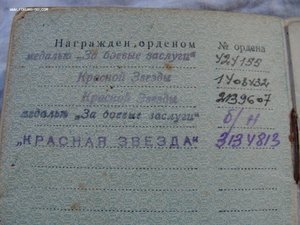 Награжден орденом № ордена
медалью „За боевые заслуги" 424155
Красной Звезды
Красной Звезды 2139607
медалью „За боевые заслуги" б/н
„КРАСНАЯ ЗВЕЗДА" 3134813